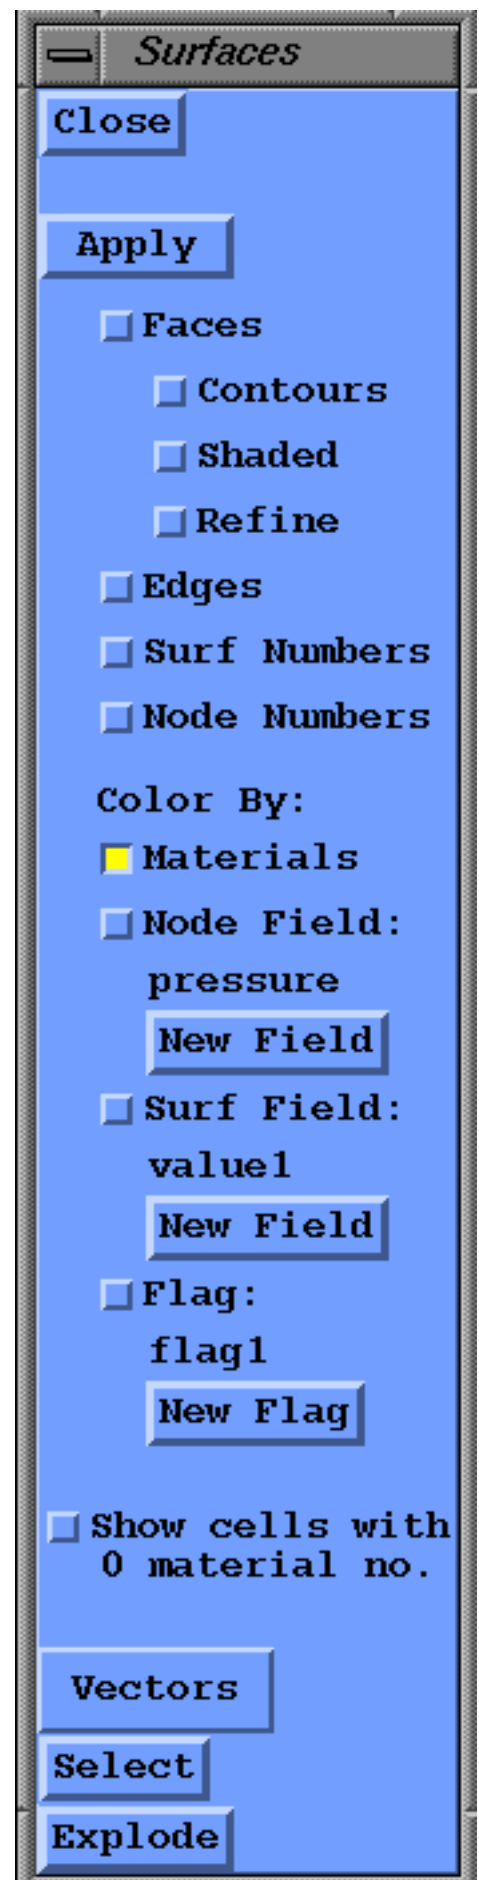 Surfaces
Close
Apply
Faces
Contours
Shaded
Refine
Edges
Surf Numbers
Node Numbers
Color By:
Materials
Node Field:
pressure
New Field
Surf Field:
value1
New Field
Flag:
flag1
New Flag
Show cells with
0 material no.
Vectors
Select
Explode